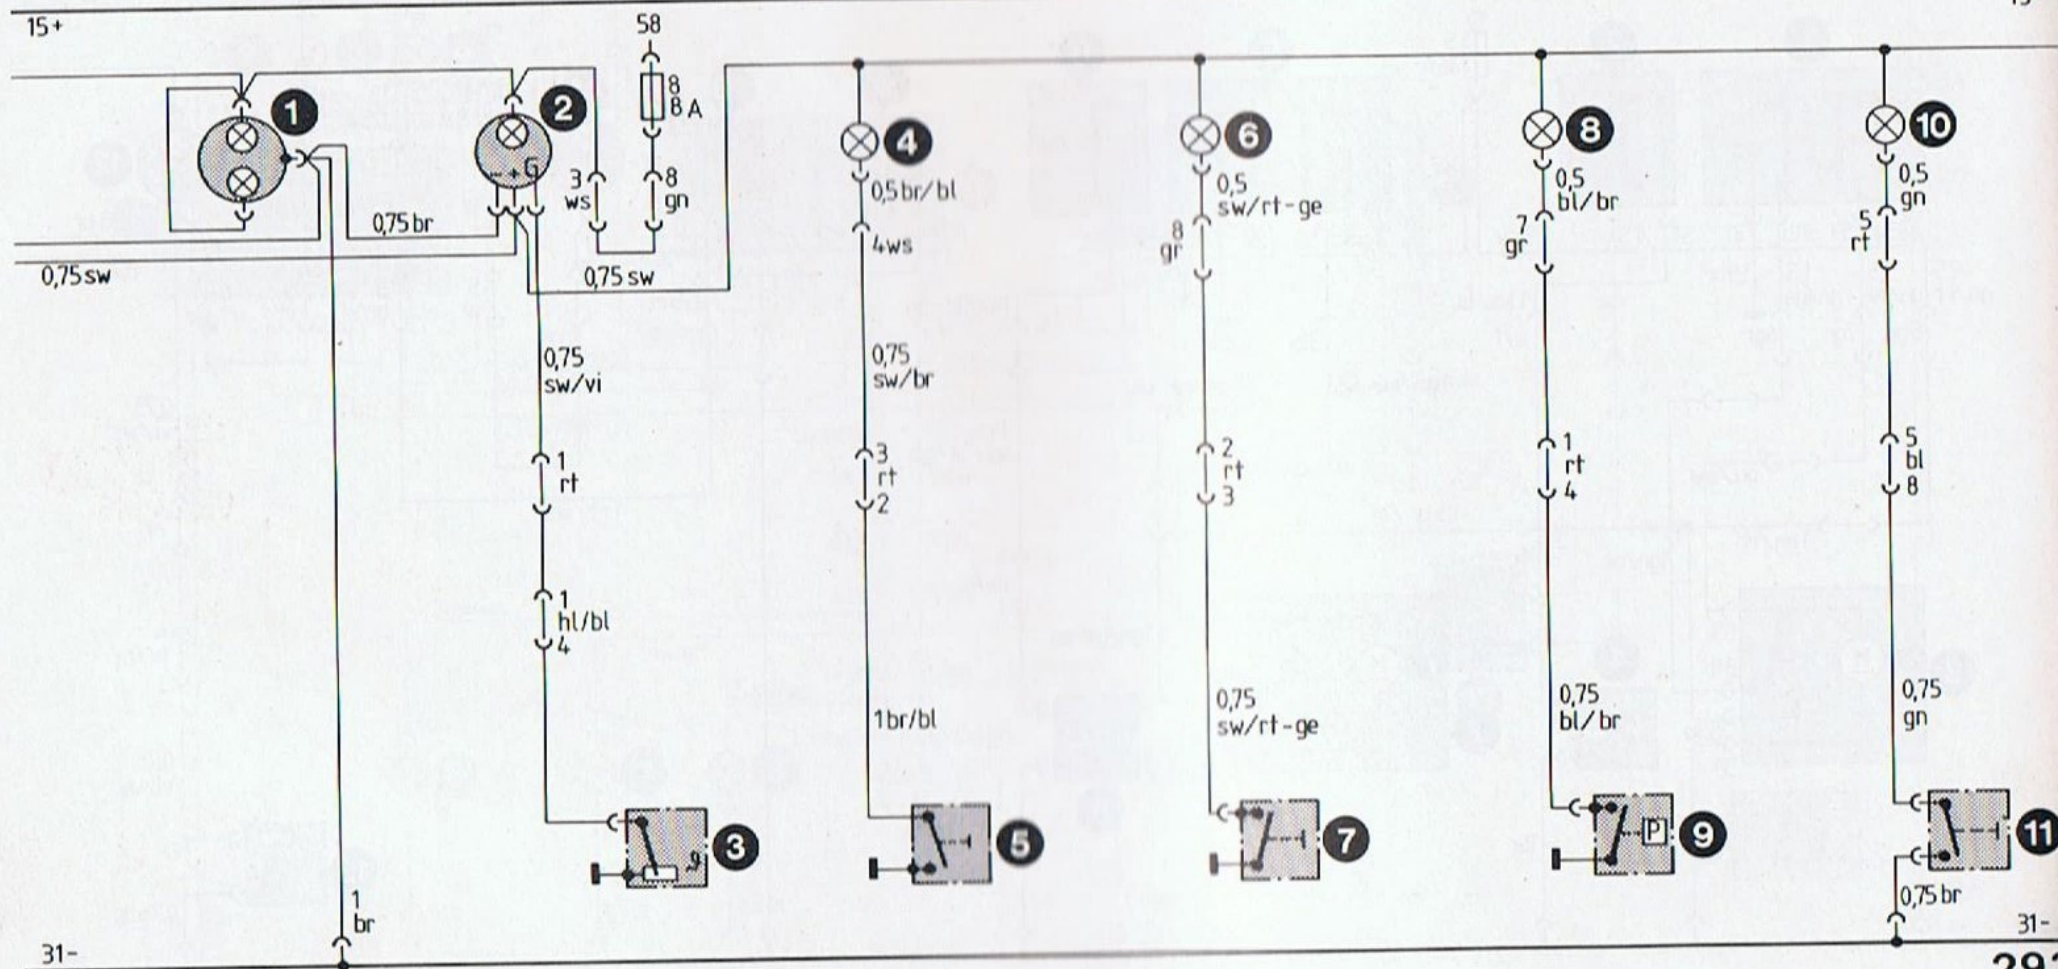 15+
58
1
2
8
8 A
4
6
8
10
- + G
3
ws
8
gn
0,75 br
0,75 sw
0,75 sw
0,5 br/bl
4 ws
0,5
sw/rt-ge
8
gr
0,5
bl/br
7
gr
0,5
gn
5
rt
0,75
sw/vi
0,75
sw/br
1
rt
3
rt
2
2
rt
3
1
rt
4
5
bl
8
1
hl/bl
4
1 br/bl
0,75
sw/rt-ge
0,75
bl/br
0,75
gn
ϑ
3
5
7
P
9
11
1
br
0,75 br
31-
31-